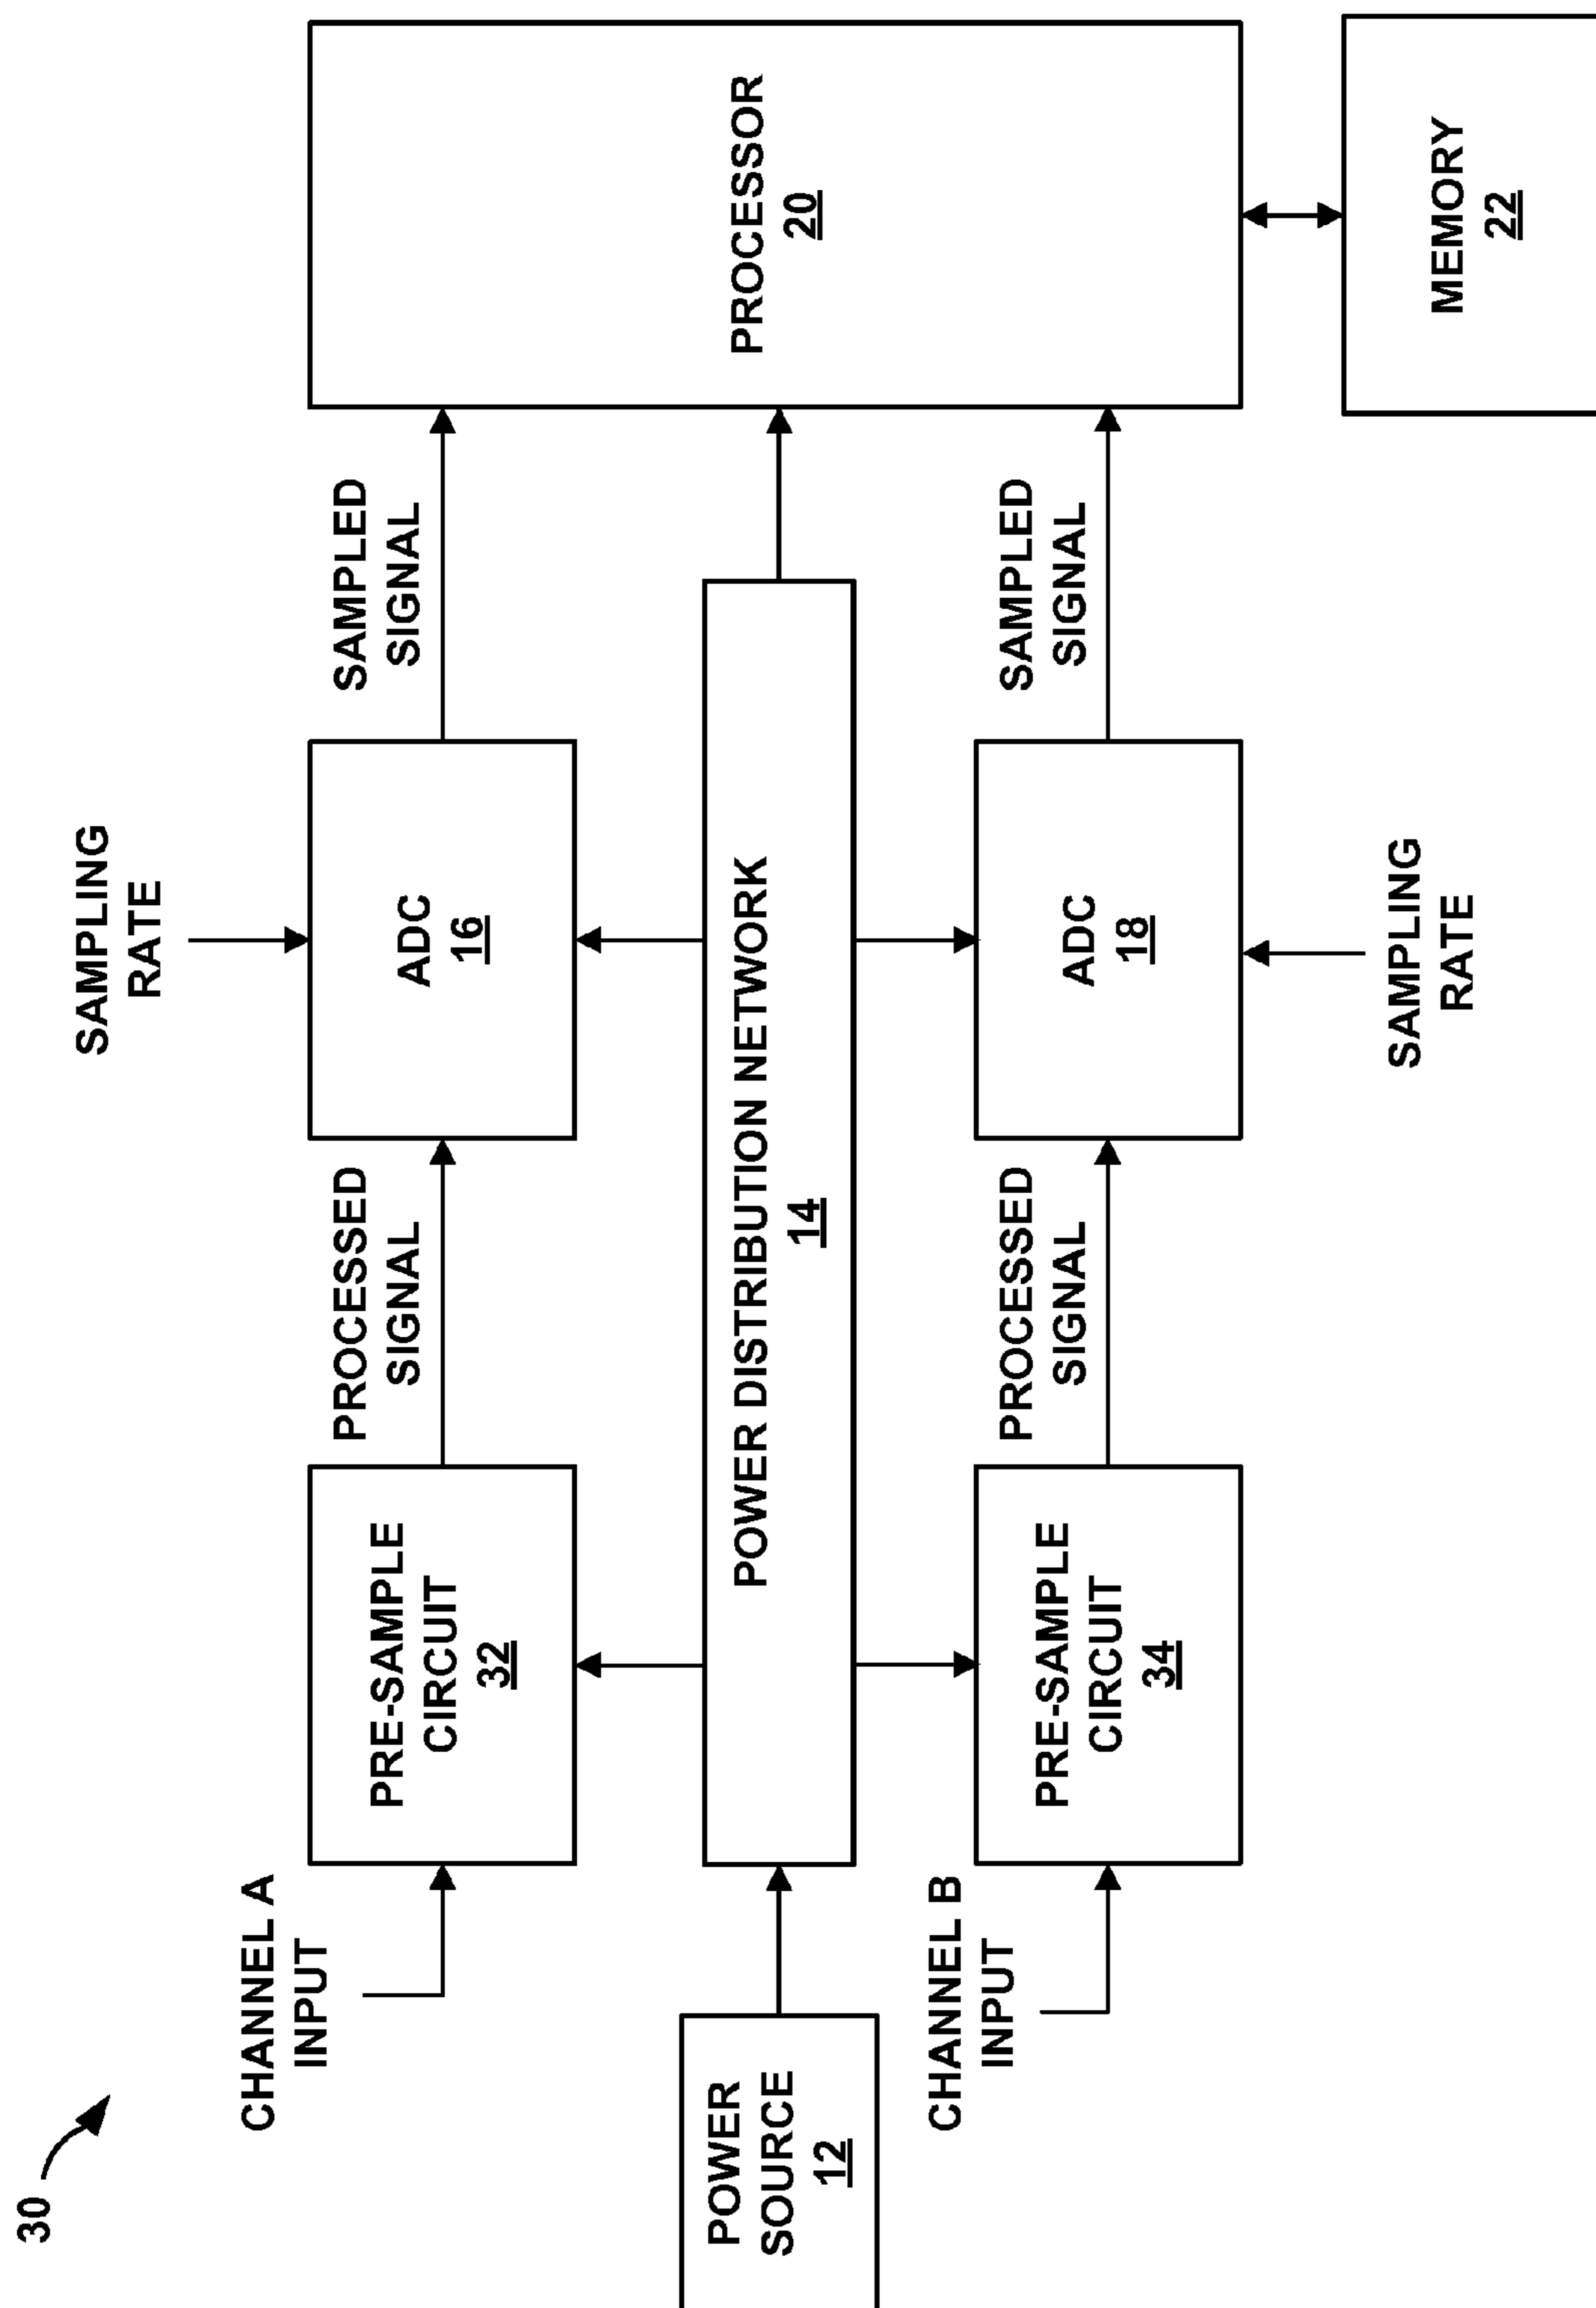 30
CHANNEL A
INPUT
PRE-SAMPLE
CIRCUIT
32
PROCESSED
SIGNAL
SAMPLING
RATE
ADC
16
SAMPLED
SIGNAL
POWER
SOURCE
12
POWER DISTRIBUTION NETWORK
14
PROCESSOR
20
CHANNEL B
INPUT
PRE-SAMPLE
CIRCUIT
34
PROCESSED
SIGNAL
ADC
18
SAMPLING
RATE
SAMPLED
SIGNAL
MEMORY
22